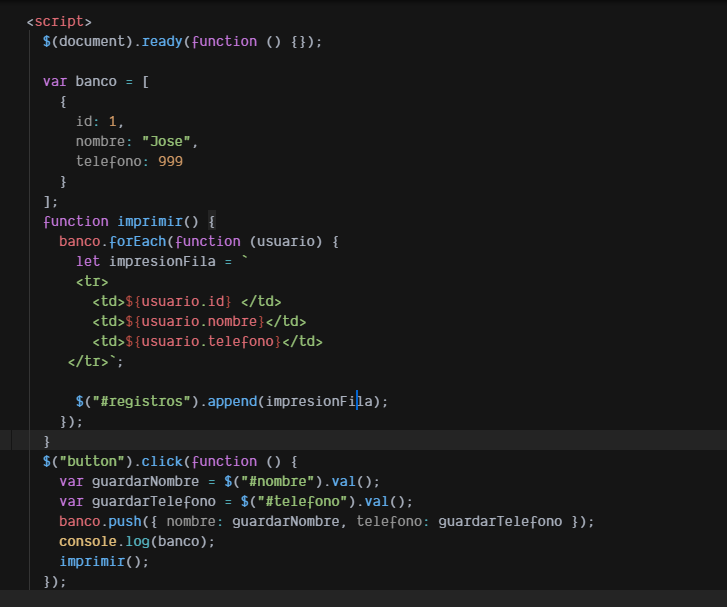 <script>
$(document).ready(function () {});
var banco = [
{
id: 1,
nombre: "Jose",
telefono: 999
}
];
function imprimir() {
banco.forEach(function (usuario) {
let impresionFila = `
<tr>
<td>${usuario.id} </td>
<td>${usuario.nombre}</td>
<td>${usuario.telefono}</td>
</tr>`;
$("#registros").append(impresionFila);
});
}
$("button").click(function () {
var guardarNombre = $("#nombre").val();
var guardarTelefono = $("#telefono").val();
banco.push({ nombre: guardarNombre, telefono: guardarTelefono });
console.log(banco);
imprimir();
});